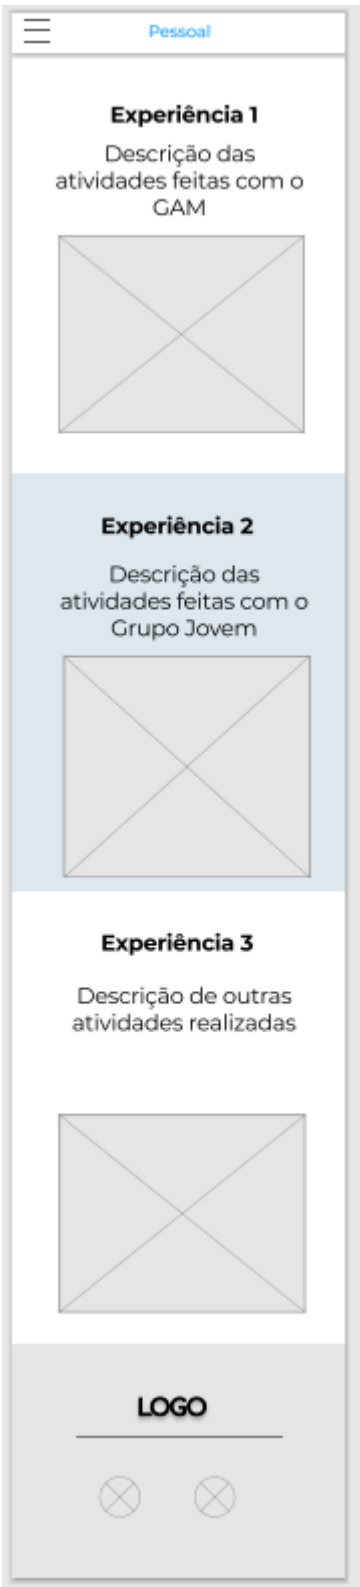 Pessoal
Experiência 1
Descrição das
atividades feitas com o
GAM
Experiência 2
Descrição das
atividades feitas com o
Grupo Jovem
Experiência 3
Descrição de outras
atividades realizadas
LOGO